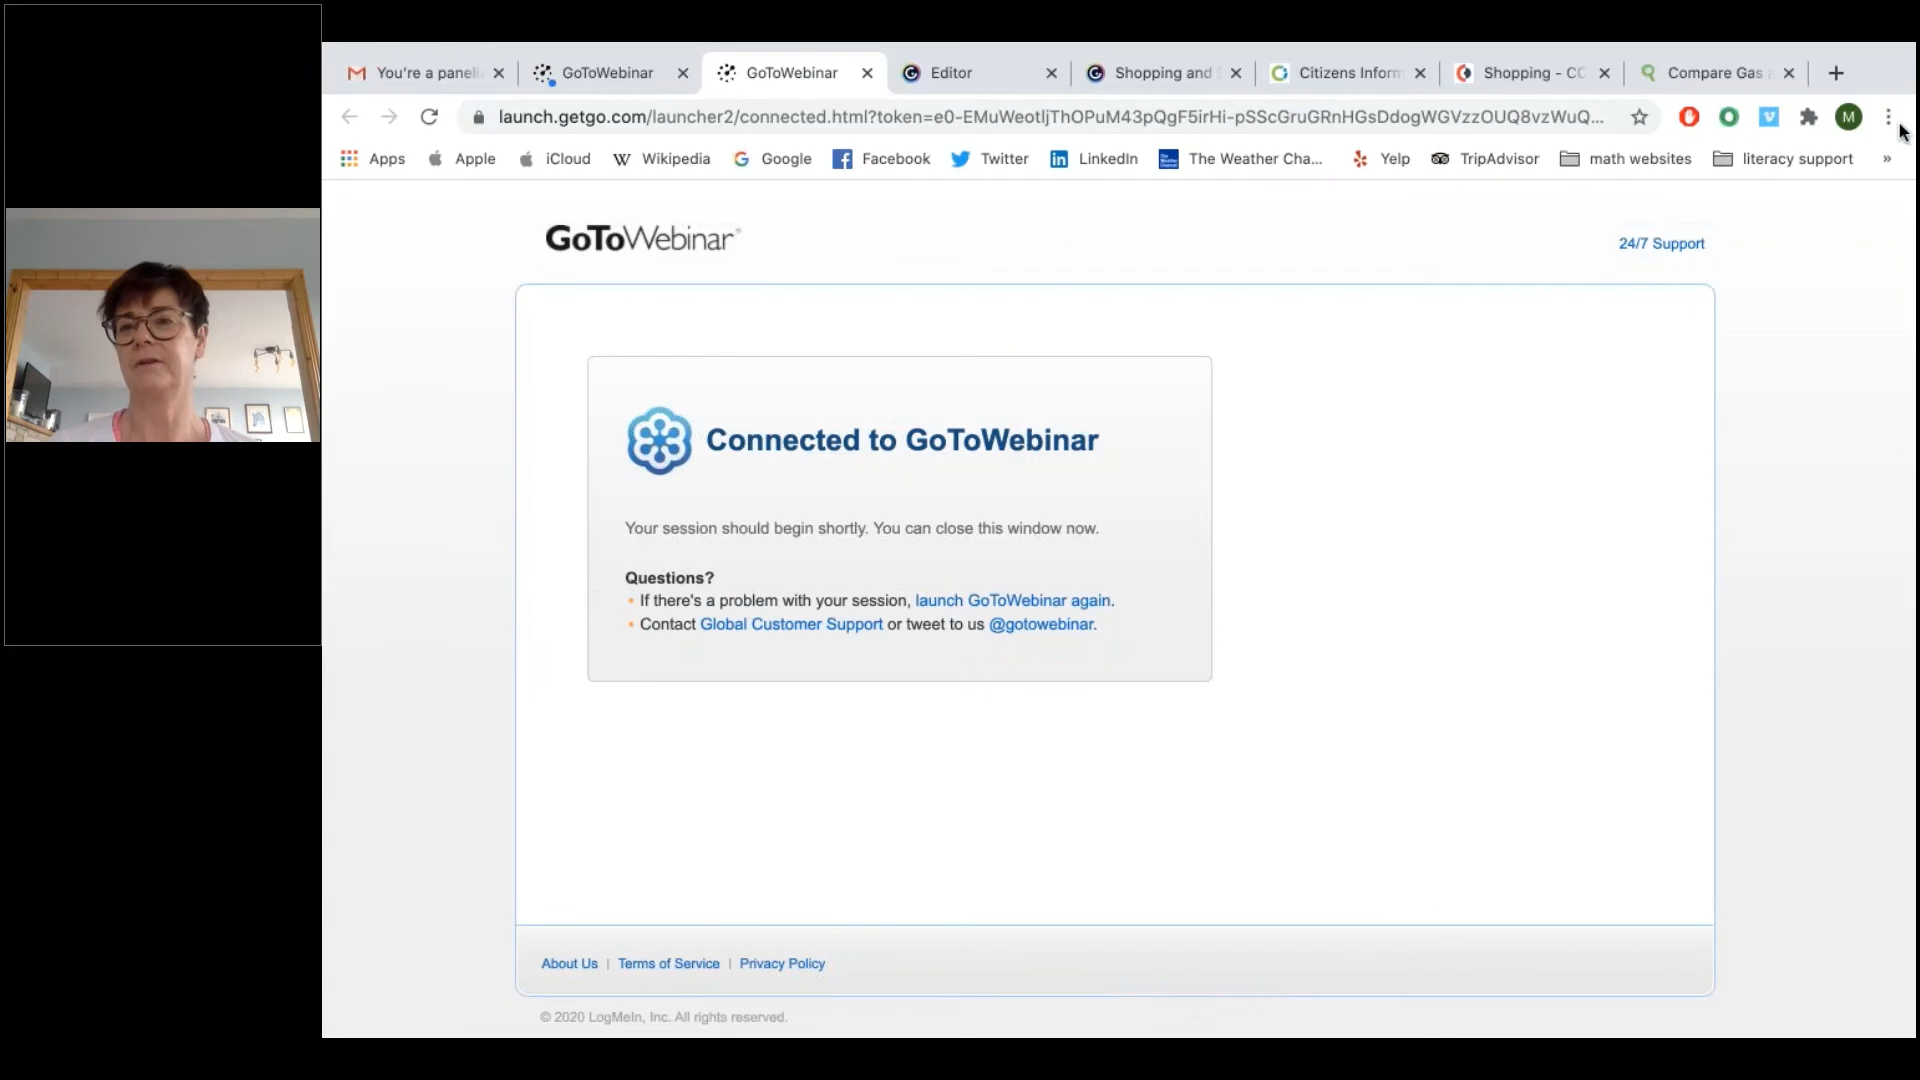 You're a paneli
GoToWebinar
GoToWebinar
Editor
Shopping and
Citizens Inform
Shopping - CC
Compare Gas
launch.getgo.com/launcher2/connected.html?token=e0-EMuWeotIjThOPuM43pQgF5irHi-pSScGruGRnHGsDdogWGVzzOUQ8vzWuQ...
M
Apps
Apple
iCloud
Wikipedia
Google
Facebook
Twitter
LinkedIn
The Weather Cha...
Yelp
TripAdvisor
math websites
literacy support
»
GoToWebinar
24/7 Support
Connected to GoToWebinar
Your session should begin shortly. You can close this window now.
Questions?
• If there's a problem with your session, launch GoToWebinar again.
• Contact Global Customer Support or tweet to us @gotowebinar.
About Us | Terms of Service | Privacy Policy
© 2020 LogMeIn, Inc. All rights reserved.